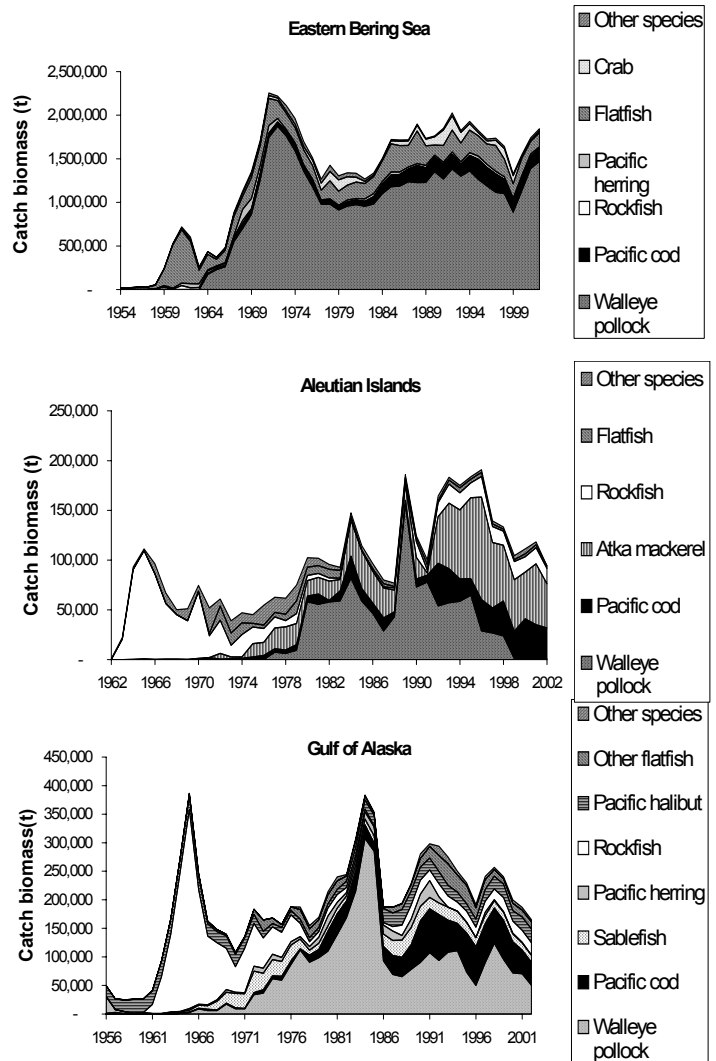 Eastern Bering Sea
Catch biomass (t)
2,500,000
2,000,000
1,500,000
1,000,000
500,000
-
1954 1959 1964 1969 1974 1979 1984 1989 1994 1999
Other species
Crab
Flatfish
Pacific
herring
Rockfish
Pacific cod
Walleye
pollock
Aleutian Islands
Catch biomass (t)
250,000
200,000
150,000
100,000
50,000
-
1962 1966 1970 1974 1978 1982 1986 1990 1994 1998 2002
Other species
Flatfish
Rockfish
Atka mackerel
Pacific cod
Walleye
pollock
Gulf of Alaska
Catch biomass(t)
450,000
400,000
350,000
300,000
250,000
200,000
150,000
100,000
50,000
-
1956 1961 1966 1971 1976 1981 1986 1991 1996 2001
Other species
Other flatfish
Pacific halibut
Rockfish
Pacific herring
Sablefish
Pacific cod
Walleye
pollock